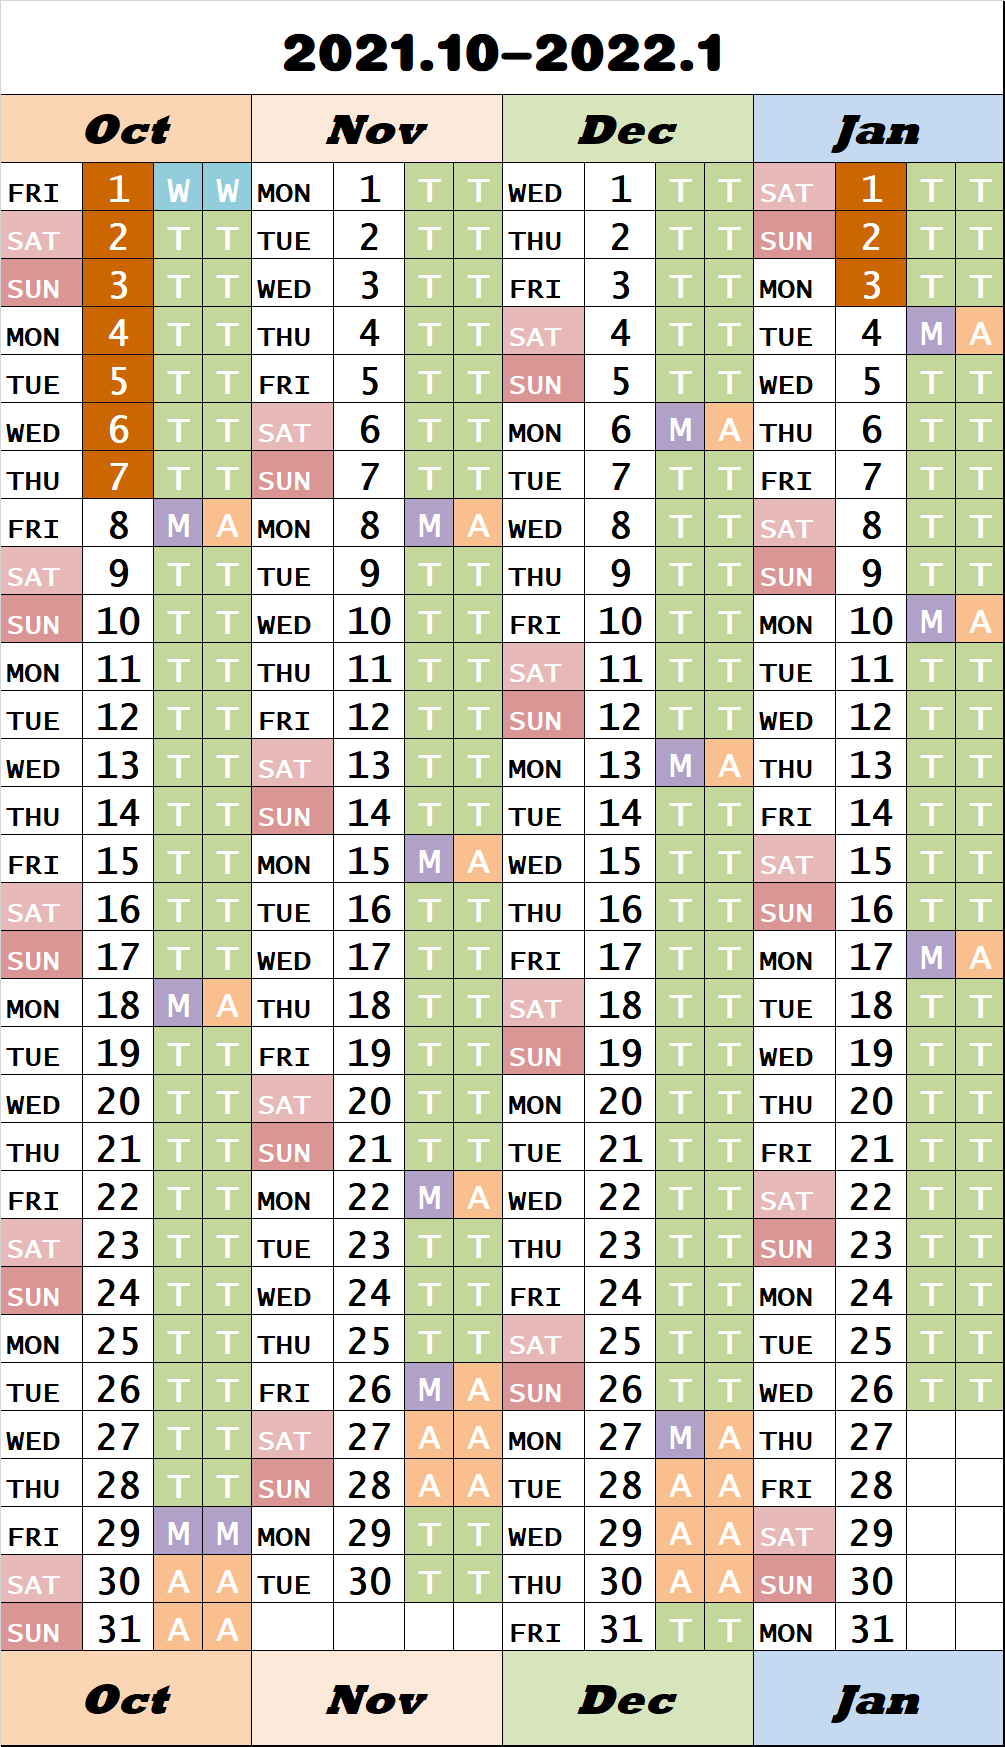 2021.10-2022.1
Oct Nov Dec Jan
FRI 1 W W MON 1 T T WED 1 T T SAT 1 T T
SAT 2 T T TUE 2 T T THU 2 T T SUN 2 T T
SUN 3 T T WED 3 T T FRI 3 T T MON 3 T T
MON 4 T T THU 4 T T SAT 4 T T TUE 4 M A
TUE 5 T T FRI 5 T T SUN 5 T T WED 5 T T
WED 6 T T SAT 6 T T MON 6 M A THU 6 T T
THU 7 T T SUN 7 T T TUE 7 T T FRI 7 T T
FRI 8 M A MON 8 M A WED 8 T T SAT 8 T T
SAT 9 T T TUE 9 T T THU 9 T T SUN 9 T T
SUN 10 T T WED 10 T T FRI 10 T T MON 10 M A
MON 11 T T THU 11 T T SAT 11 T T TUE 11 T T
TUE 12 T T FRI 12 T T SUN 12 T T WED 12 T T
WED 13 T T SAT 13 T T MON 13 M A THU 13 T T
THU 14 T T SUN 14 T T TUE 14 T T FRI 14 T T
FRI 15 T T MON 15 M A WED 15 T T SAT 15 T T
SAT 16 T T TUE 16 T T THU 16 T T SUN 16 T T
SUN 17 T T WED 17 T T FRI 17 T T MON 17 M A
MON 18 M A THU 18 T T SAT 18 T T TUE 18 T T
TUE 19 T T FRI 19 T T SUN 19 T T WED 19 T T
WED 20 T T SAT 20 T T MON 20 T T THU 20 T T
THU 21 T T SUN 21 T T TUE 21 T T FRI 21 T T
FRI 22 T T MON 22 M A WED 22 T T SAT 22 T T
SAT 23 T T TUE 23 T T THU 23 T T SUN 23 T T
SUN 24 T T WED 24 T T FRI 24 T T MON 24 T T
MON 25 T T THU 25 T T SAT 25 T T TUE 25 T T
TUE 26 T T FRI 26 M A SUN 26 T T WED 26 T T
WED 27 T T SAT 27 A A MON 27 M A THU 27
THU 28 T T SUN 28 A A TUE 28 A A FRI 28
FRI 29 M M MON 29 T T WED 29 A A SAT 29
SAT 30 A A TUE 30 T T THU 30 A A SUN 30
SUN 31 A A FRI 31 T T MON 31
Oct Nov Dec Jan